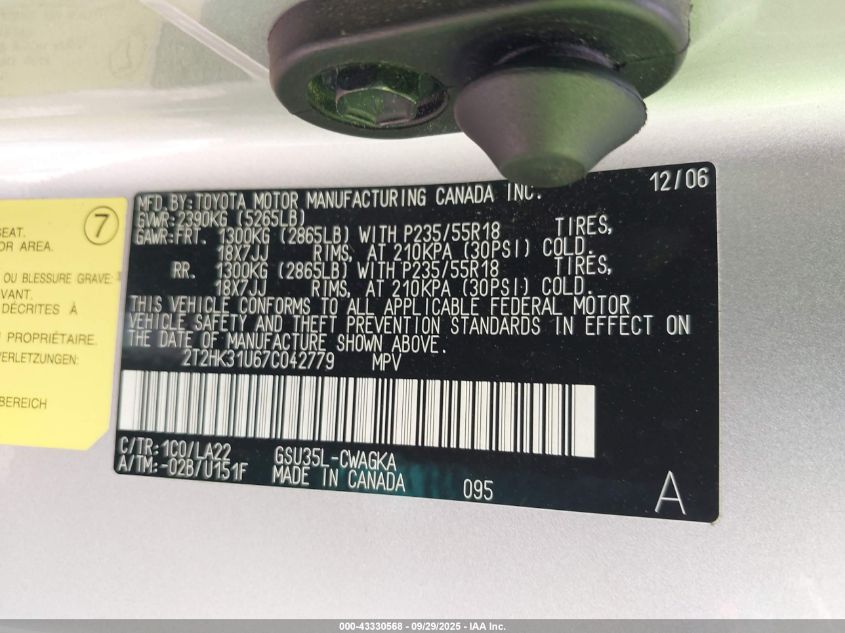 MFD.BY:TOYOTA MOTOR MANUFACTURING CANADA INC. 12/06
GVWR:2390KG (5265LB)
GAWR:FRT. 1300KG (2865LB) WITH P235/55R18 TIRES,
18X7JJ RIMS, AT 210KPA (30PSI) COLD.
RR. 1300KG (2865LB) WITH P235/55R18 TIRES,
18X7JJ RIMS, AT 210KPA (30PSI) COLD.
THIS VEHICLE CONFORMS TO ALL APPLICABLE FEDERAL MOTOR
VEHICLE SAFETY AND THEFT PREVENTION STANDARDS IN EFFECT ON
THE DATE OF MANUFACTURE SHOWN ABOVE.
2T2HK31U67C042779 MPV
C/TR:1C0/LA22 GSU35L-CWAGKA
A/TM:-02B/U151F MADE IN CANADA 095 A
7
SEAT.
OR AREA.
OU BLESSURE GRAVE:
AVANT.
DÉCRITES À
PROPRIÉTAIRE.
VERLETZUNGEN
BEREICH
000-43330568 - 09/29/2025 - IAA Inc.